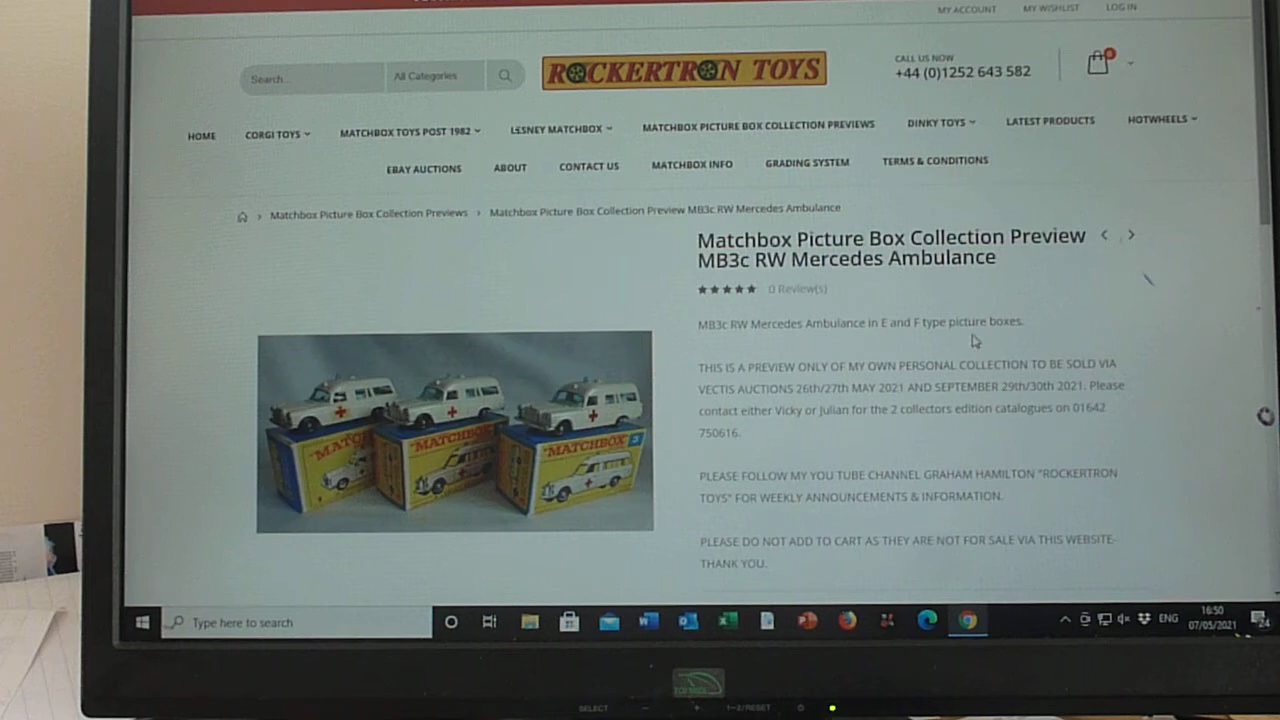 MY ACCOUNT MY WISHLIST LOG IN
Search... All Categories
ROCKERTRON TOYS
CALL US NOW
+44 (0)1252 643 582
0
HOME CORGI TOYS MATCHBOX TOYS POST 1982 LESNEY MATCHBOX MATCHBOX PICTURE BOX COLLECTION PREVIEWS DINKY TOYS LATEST PRODUCTS HOTWHEELS
EBAY AUCTIONS ABOUT CONTACT US MATCHBOX INFO GRADING SYSTEM TERMS & CONDITIONS
Matchbox Picture Box Collection Previews > Matchbox Picture Box Collection Preview MB3c RW Mercedes Ambulance
Matchbox Picture Box Collection Preview
MB3c RW Mercedes Ambulance
0 Review(s)
MB3c RW Mercedes Ambulance in E and F type picture boxes.
THIS IS A PREVIEW ONLY OF MY OWN PERSONAL COLLECTION TO BE SOLD VIA
VECTIS AUCTIONS 26th/27th MAY 2021 AND SEPTEMBER 29th/30th 2021. Please
contact either Vicky or Julian for the 2 collectors edition catalogues on 01642
750616.
PLEASE FOLLOW MY YOU TUBE CHANNEL GRAHAM HAMILTON "ROCKERTRON
TOYS" FOR WEEKLY ANNOUNCEMENTS & INFORMATION.
PLEASE DO NOT ADD TO CART AS THEY ARE NOT FOR SALE VIA THIS WEBSITE-
THANK YOU.
MATCHBOX
"MATCHBOX"
"MATCHBOX"
3
Type here to search
ENG
16:50
07/05/2021
24
SELECT − + 1-2/RESET